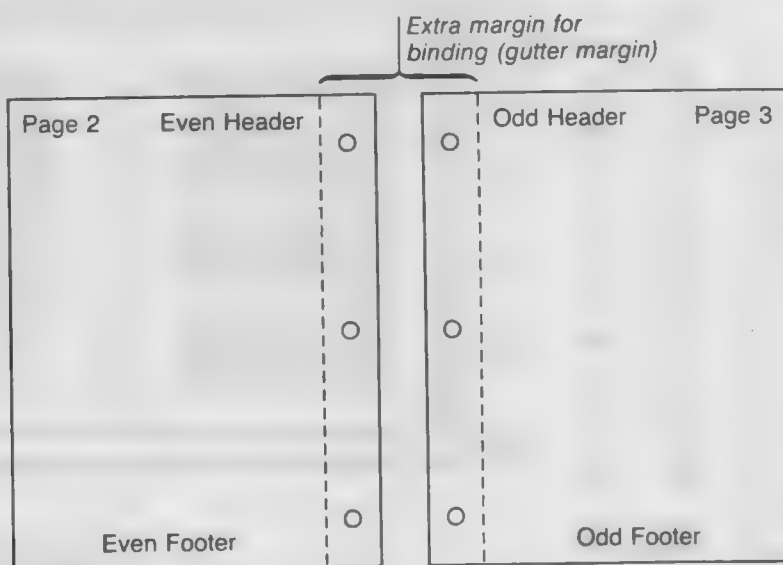 Extra margin for
binding (gutter margin)
Page 2 Even Header
Odd Header Page 3
Even Footer
Odd Footer